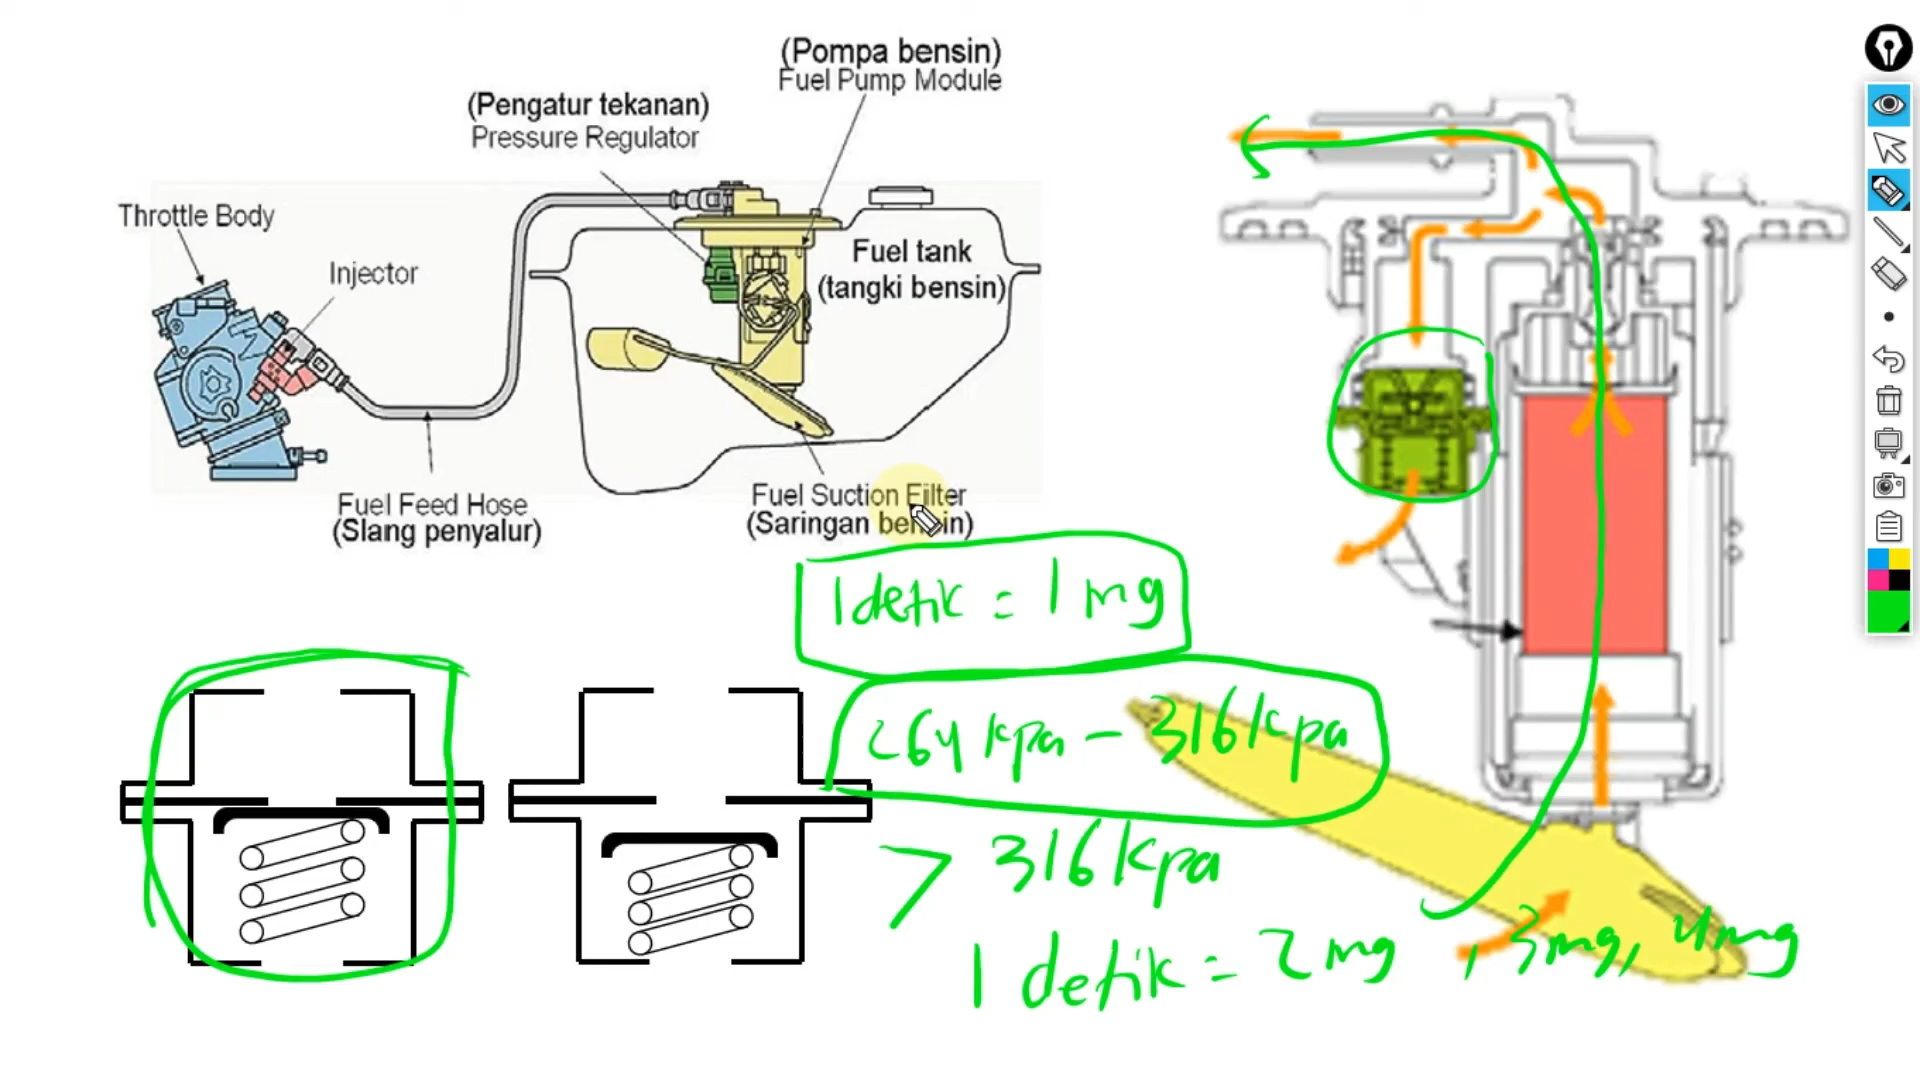 (Pompa bensin)
Fuel Pump Module
(Pengatur tekanan)
Pressure Regulator
Throttle Body
Injector
Fuel tank
(tangki bensin)
Fuel Feed Hose
(Slang penyalur)
Fuel Suction Filter
(Saringan bensin)
1 detik = 1 mg
264 kpa - 316 kpa
> 316 kpa
1 detik = 2 mg, 3 mg, 4 mg